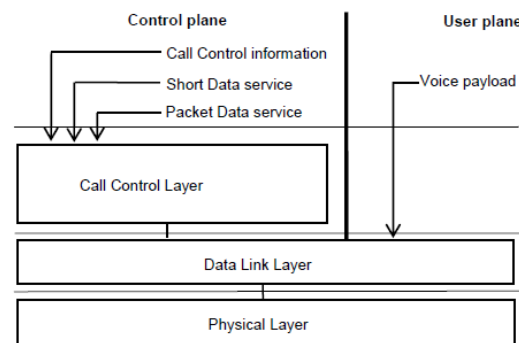 Control plane
User plane
Call Control information
Short Data service
Voice payload
Packet Data service
Call Control Layer
Data Link Layer
Physical Layer